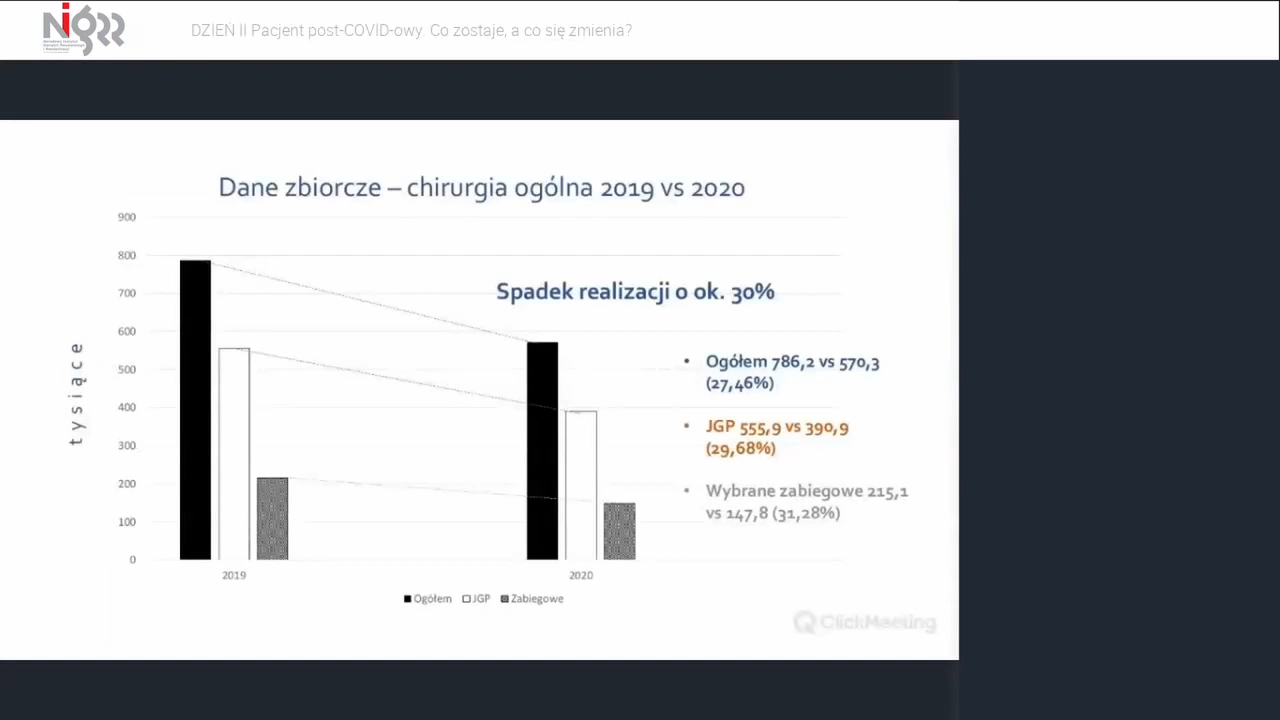 DZIEŃ II Pacjent post-COVID-owy. Co zostaje, a co się zmienia?
Dane zbiorcze – chirurgia ogólna 2019 vs 2020
900
800
700
600
500
400
300
200
100
0
tysiące
Spadek realizacji o ok. 30%
• Ogółem 786,2 vs 570,3
(27,46%)
• JGP 555,9 vs 390,9
(29,68%)
• Wybrane zabiegowe 215,1
vs 147,8 (31,28%)
2019
2020
Ogółem JGP Zabiegowe
ClickMeeting